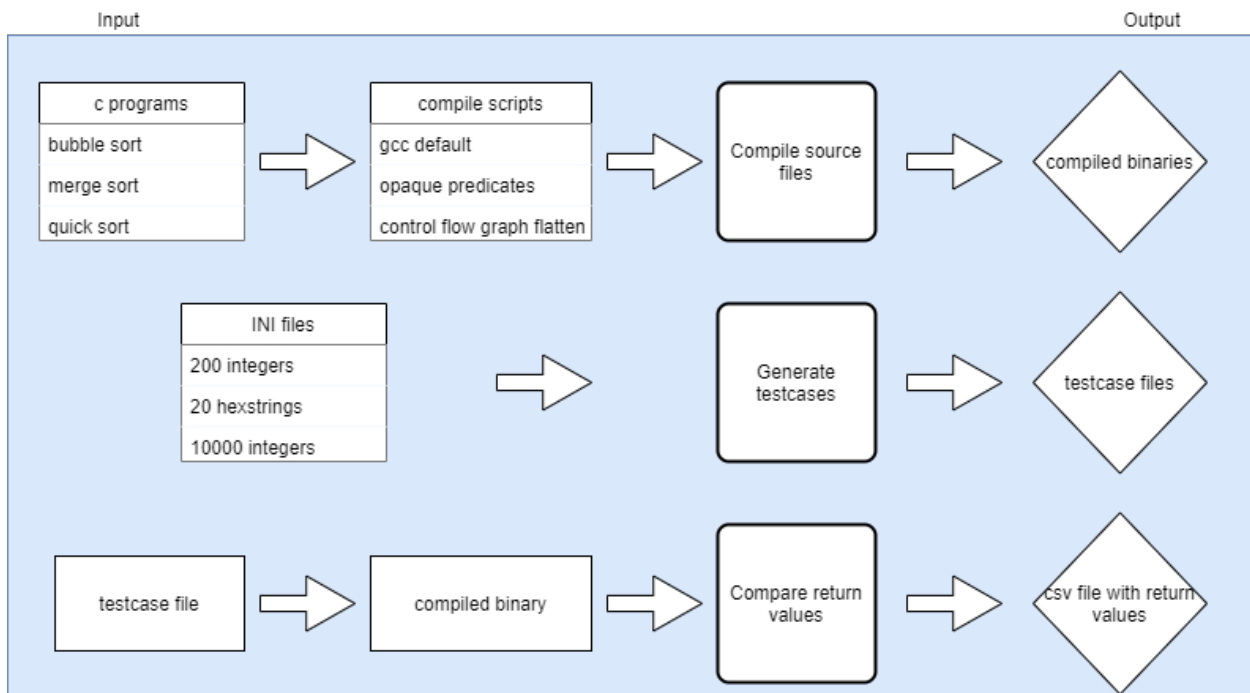 Input
Output
c programs
bubble sort
merge sort
quick sort
compile scripts
gcc default
opaque predicates
control flow graph flatten
Compile source
files
compiled binaries
INI files
200 integers
20 hexstrings
10000 integers
Generate
testcases
testcase files
testcase file
compiled binary
Compare return
values
csv file with return
values